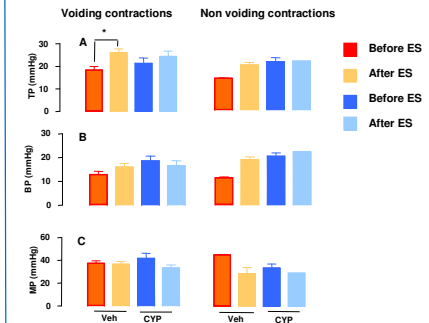 Voiding contractions
Non voiding contractions
A
*
TP (mmHg)
30
20
10
0
B
BP (mmHg)
30
20
10
0
C
MP (mmHg)
60
40
20
0
Veh
CYP
Veh
CYP
Before ES
After ES
Before ES
After ES